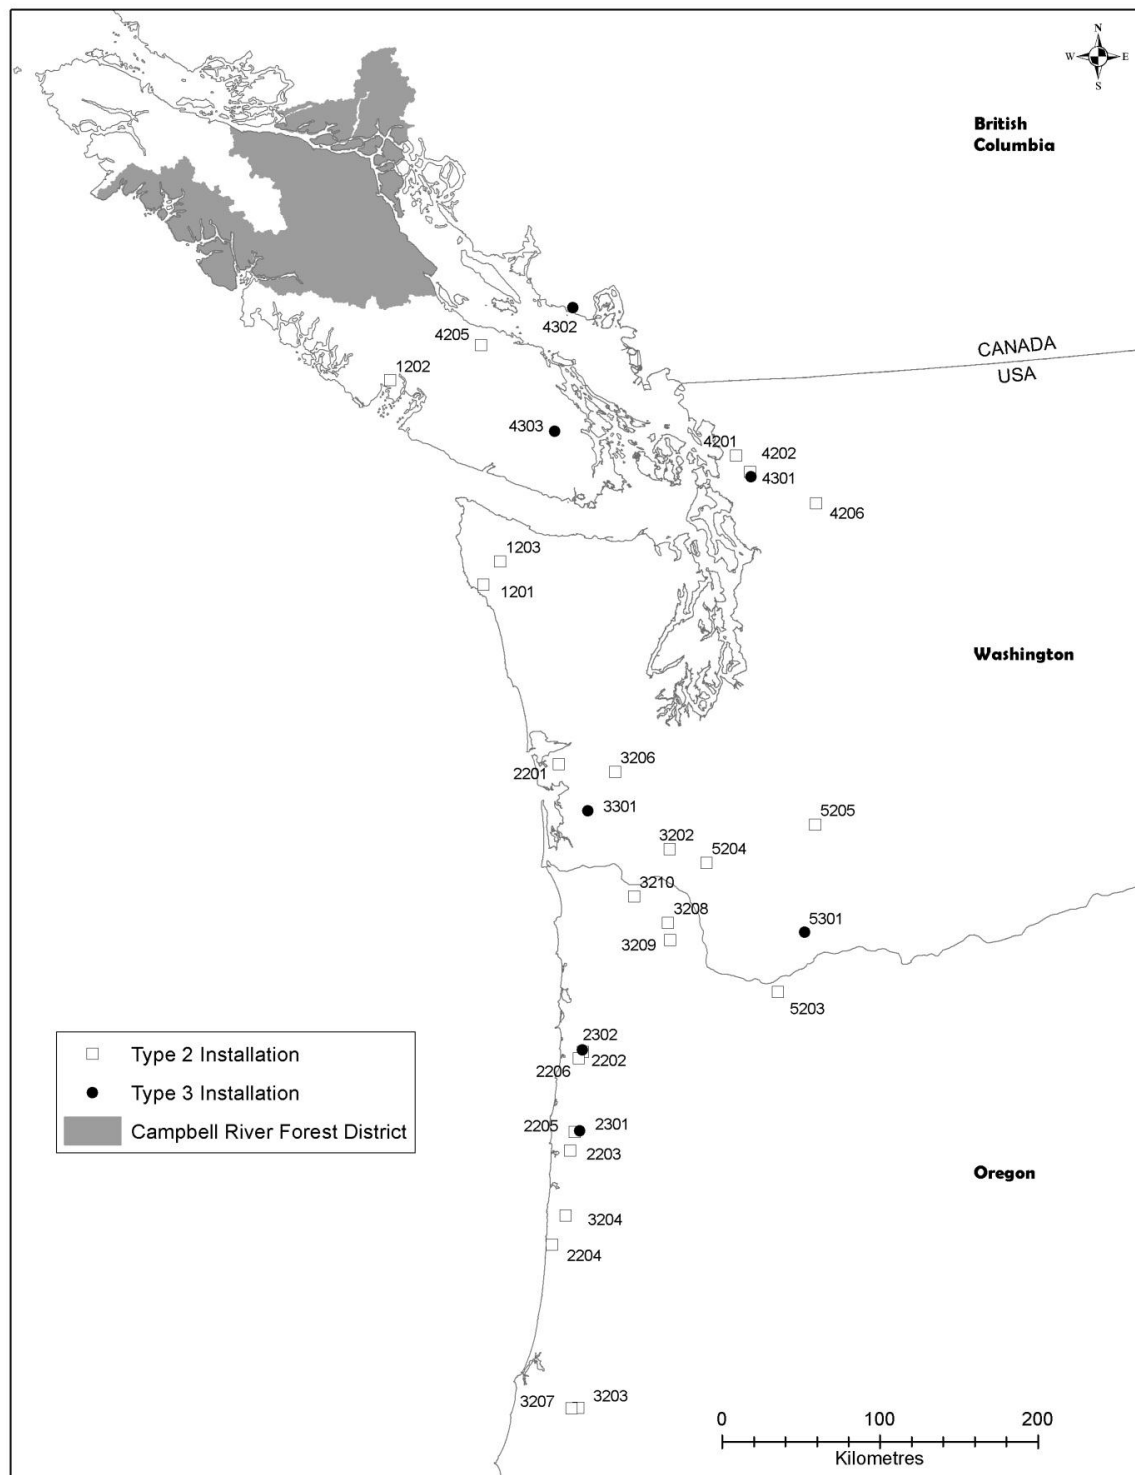 N
W E
S
British
Columbia
4302
4205
CANADA
USA
1202
4303
4201
4202
4301
4206
1203
1201
Washington
2201
3206
3301
5205
3202
5204
3210
3208
5301
3209
5203
2302
2206
2202
Type 2 Installation
Type 3 Installation
Campbell River Forest District
2205
2301
2203
Oregon
3204
2204
3207
3203
0 100 200
Kilometres